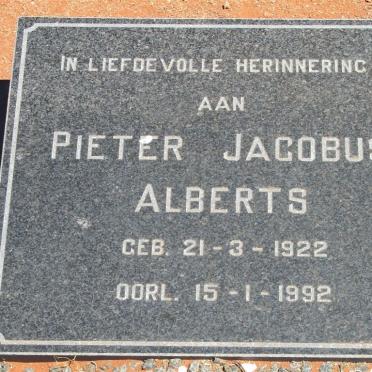 IN LIEFDEVOLLE HERINNERING
AAN
PIETER JACOBUS
ALBERTS
GEB. 21-3-1922
OORL. 15-1-1992